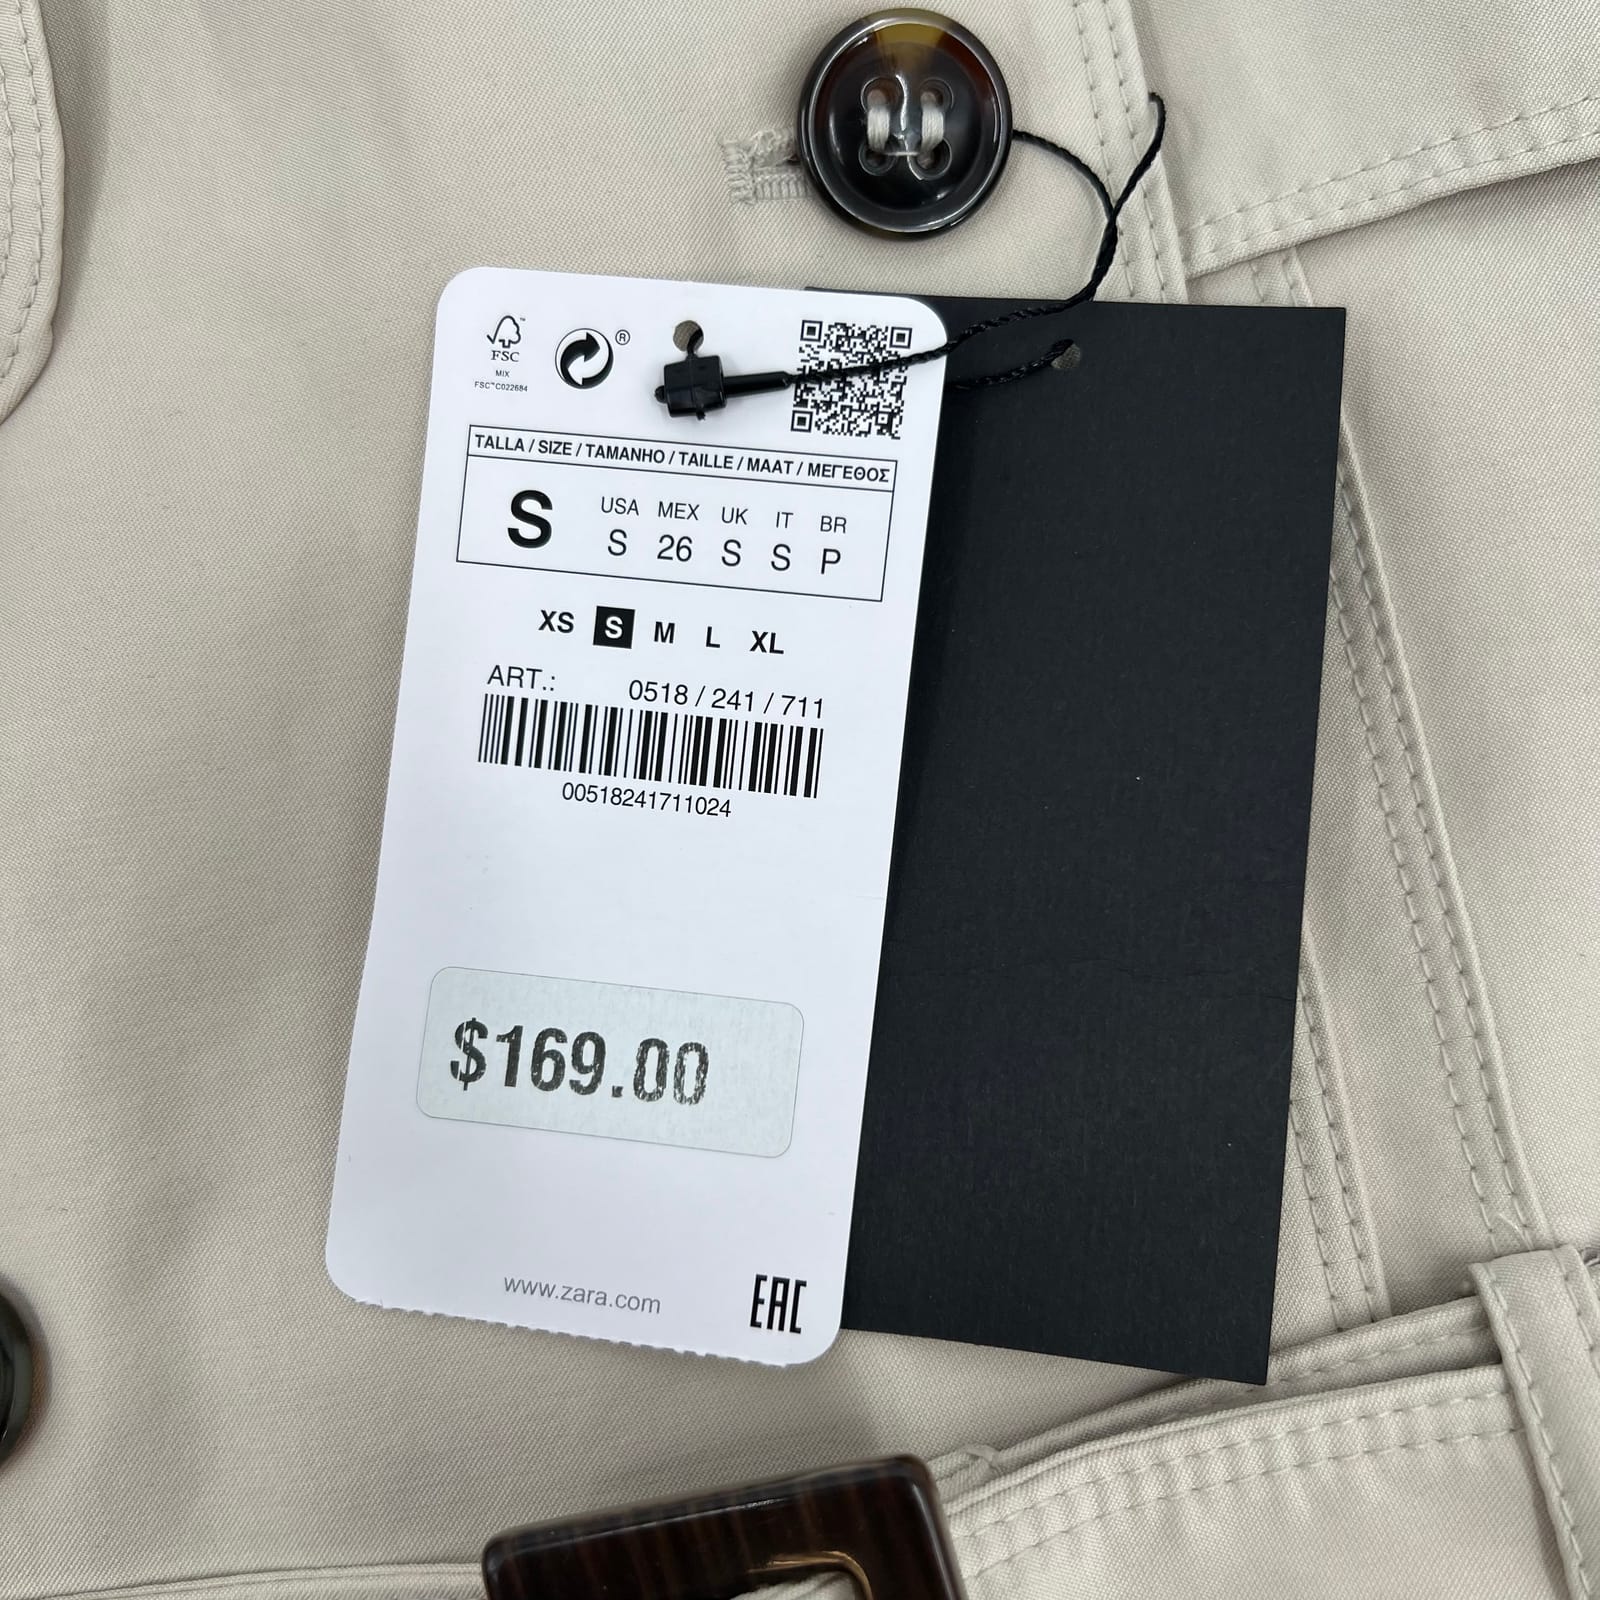 FSC™
MIX
FSC™C022684
®
TALLA / SIZE / TAMANHO / TAILLE / MAAT / ΜΕΓΕΘΟΣ
S
USA MEX UK IT BR
S 26 S S P
XS S M L XL
ART.: 0518 / 241 / 711
00518241711024
$169.00
www.zara.com
EAC